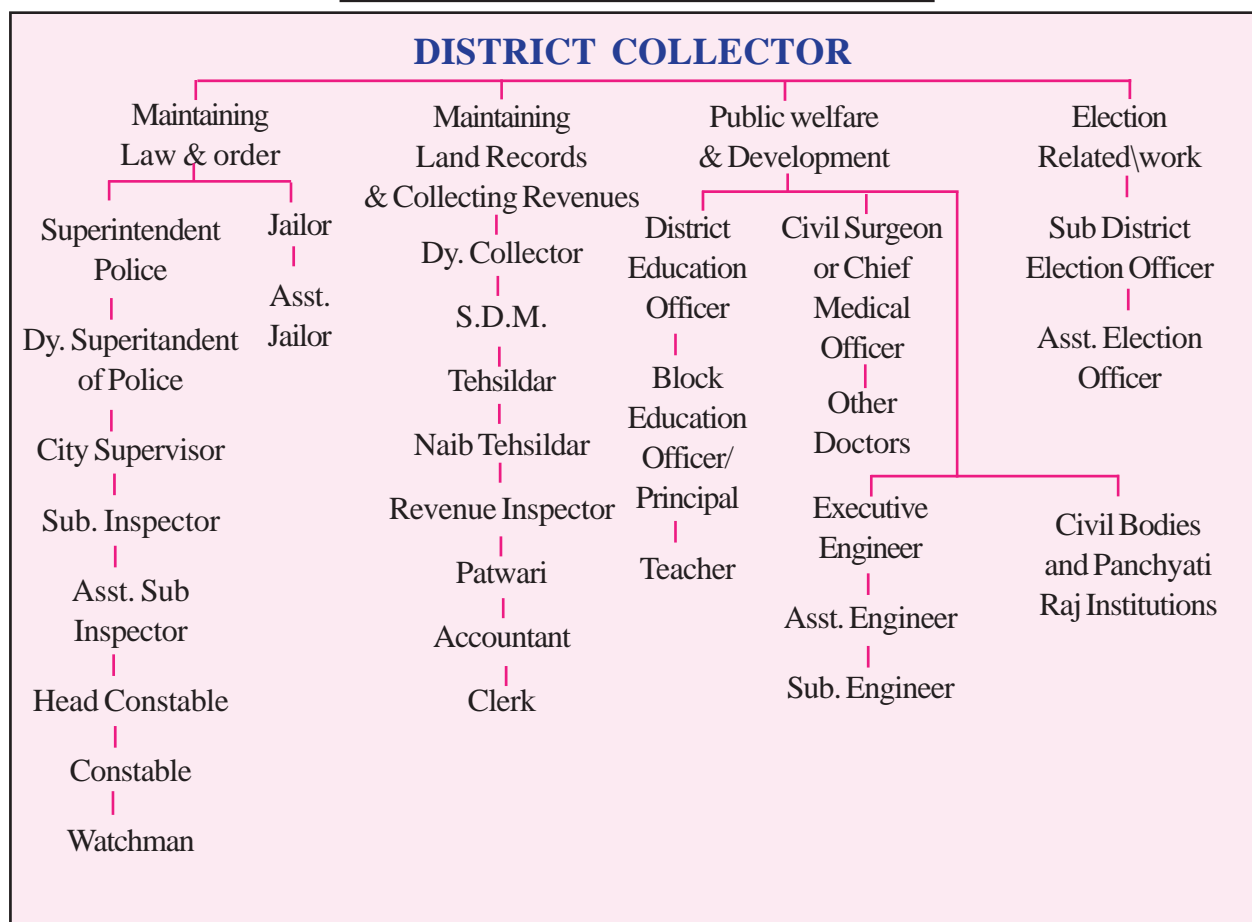 DISTRICT COLLECTOR
Maintaining
Law & order
Superintendent
Police
Dy. Superitandent
of Police
City Supervisor
Sub. Inspector
Asst. Sub
Inspector
Head Constable
Constable
Watchman
Jailor
Asst.
Jailor
Maintaining
Land Records
& Collecting Revenues
Dy. Collector
S.D.M.
Tehsildar
Naib Tehsildar
Revenue Inspector
Patwari
Accountant
Clerk
Public welfare
& Development
District
Education
Officer
Block
Education
Officer/
Principal
Teacher
Civil Surgeon
or Chief
Medical
Officer
Other
Doctors
Executive
Engineer
Asst. Engineer
Sub. Engineer
Civil Bodies
and Panchyati
Raj Institutions
Election
Related\work
Sub District
Election Officer
Asst. Election
Officer